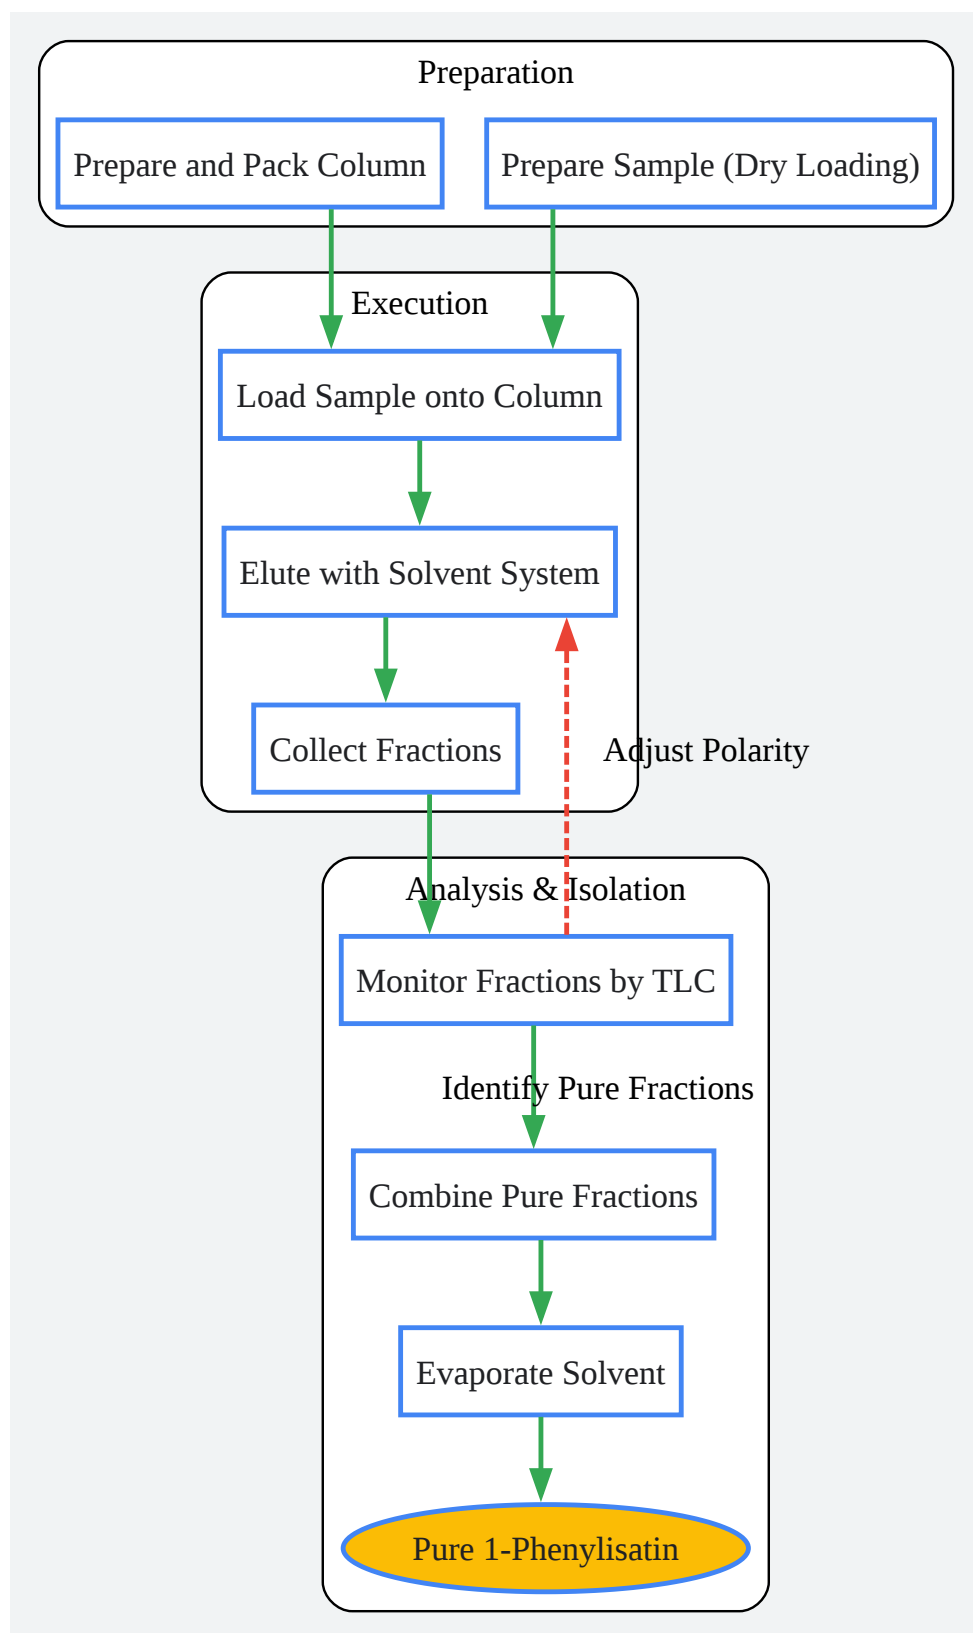 Preparation
Prepare and Pack Column
Prepare Sample (Dry Loading)
Execution
Load Sample onto Column
Elute with Solvent System
Collect Fractions
Adjust Polarity
Analysis & Isolation
Monitor Fractions by TLC
Identify Pure Fractions
Combine Pure Fractions
Evaporate Solvent
Pure 1-Phenylisatin